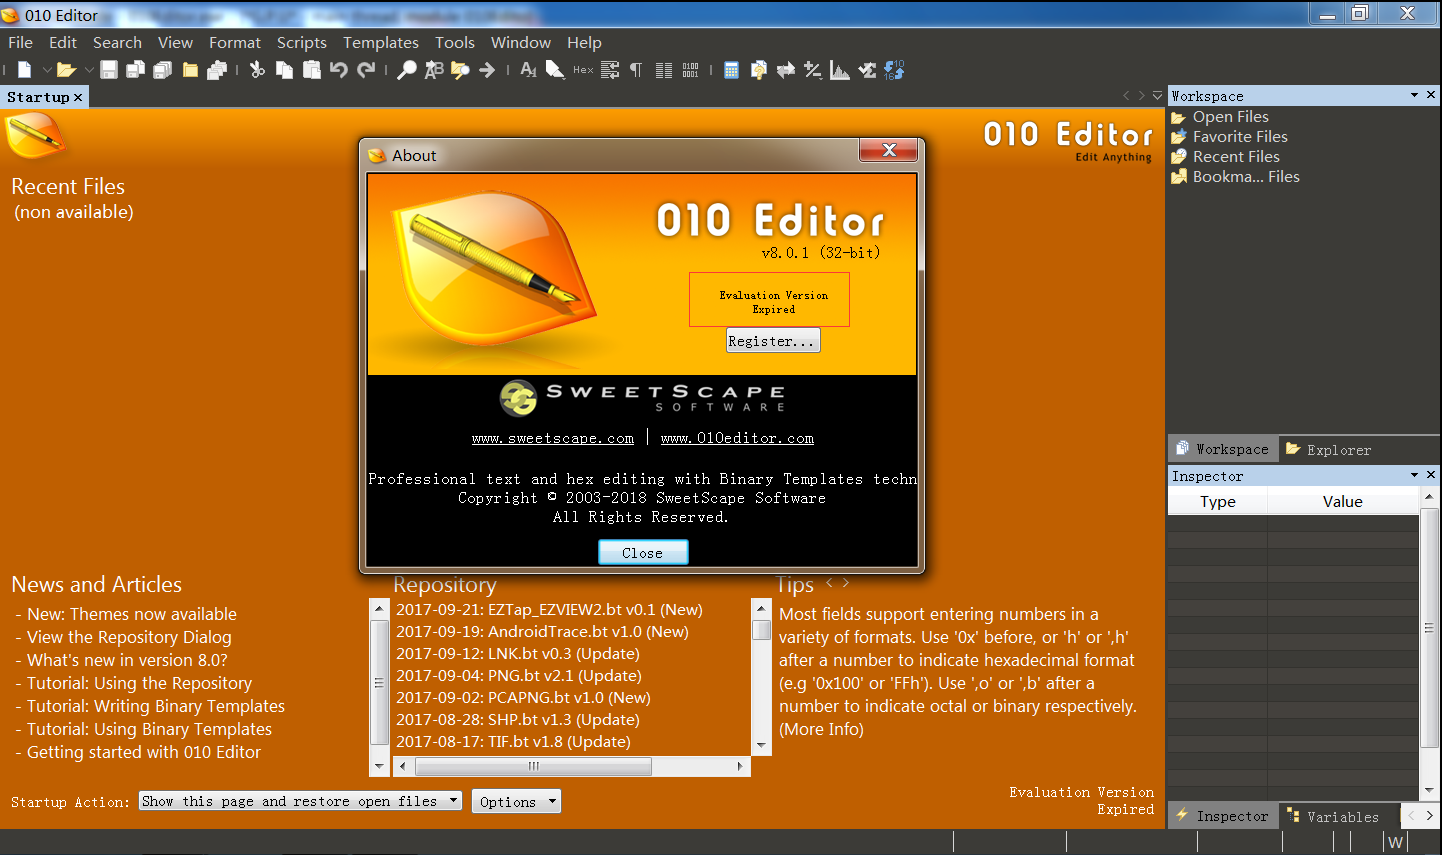 010 Editor
File Edit Search View Format Scripts Templates Tools Window Help
Hex
Startup
Workspace
Open Files
Favorite Files
Recent Files
Bookma... Files
010 Editor
Edit Anything
Recent Files
(non available)
About
010 Editor
v8.0.1 (32-bit)
Evaluation Version
Expired
Register...
SWEETSCAPE
SOFTWARE
www.sweetscape.com | www.010editor.com
Professional text and hex editing with Binary Templates techn
Copyright © 2003-2018 SweetScape Software
All Rights Reserved.
Close
Workspace Explorer
Inspector
Type Value
News and Articles
- New: Themes now available
- View the Repository Dialog
- What's new in version 8.0?
- Tutorial: Using the Repository
- Tutorial: Writing Binary Templates
- Tutorial: Using Binary Templates
- Getting started with 010 Editor
Repository
2017-09-21: EZTap_EZVIEW2.bt v0.1 (New)
2017-09-19: AndroidTrace.bt v1.0 (New)
2017-09-12: LNK.bt v0.3 (Update)
2017-09-04: PNG.bt v2.1 (Update)
2017-09-02: PCAPNG.bt v1.0 (New)
2017-08-28: SHP.bt v1.3 (Update)
2017-08-17: TIF.bt v1.8 (Update)
Tips < >
Most fields support entering numbers in a
variety of formats. Use '0x' before, or 'h' or ',h'
after a number to indicate hexadecimal format
(e.g '0x100' or 'FFh'). Use ',o' or ',b' after a
number to indicate octal or binary respectively.
(More Info)
Startup Action: Show this page and restore open files Options
Evaluation Version
Expired
Inspector Variables
W